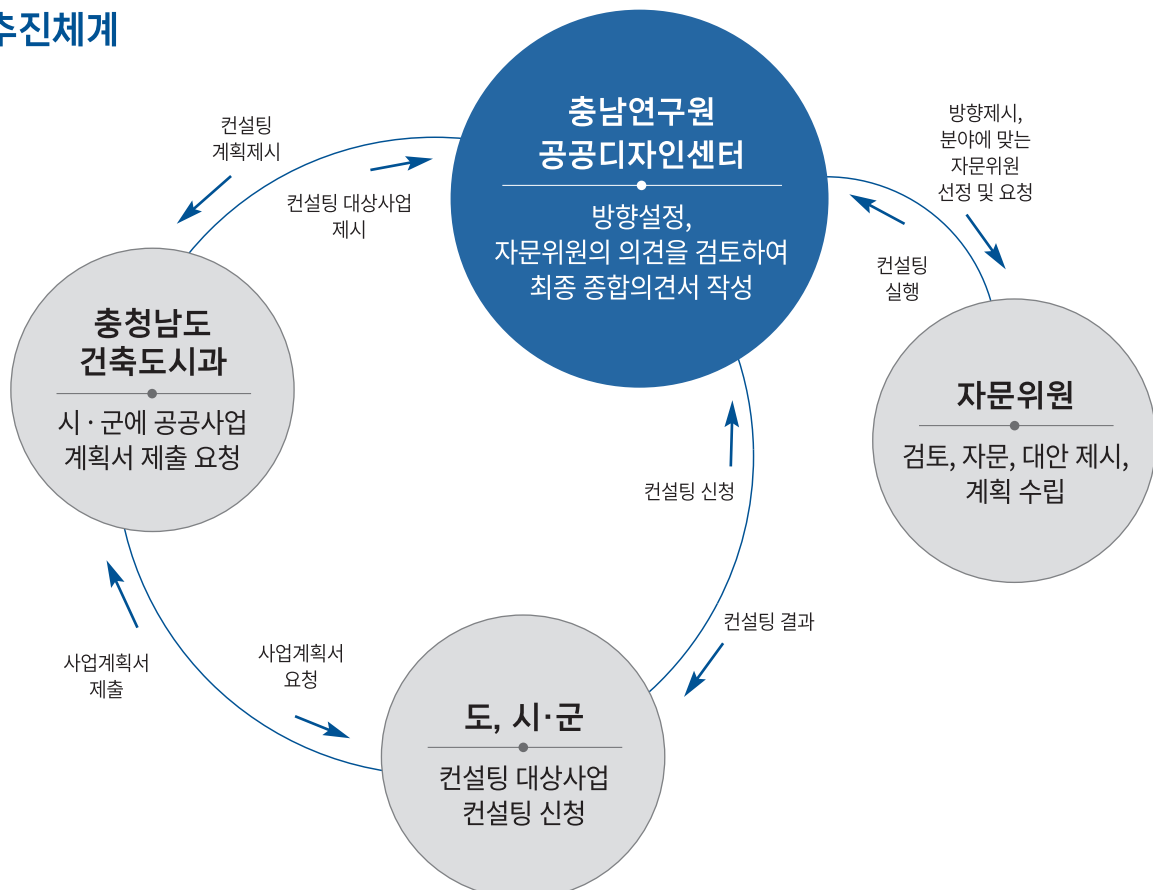 추진체계
충남연구원
공공디자인센터
방향설정,
자문위원의 의견을 검토하여
최종 종합의견서 작성
컨설팅
계획제시
컨설팅 대상사업
제시
방향제시,
분야에 맞는
자문위원
선정 및 요청
컨설팅
실행
충청남도
건축도시과
시 · 군에 공공사업
계획서 제출 요청
자문위원
검토, 자문, 대안 제시,
계획 수립
컨설팅 신청
컨설팅 결과
사업계획서
제출
사업계획서
요청
도, 시·군
컨설팅 대상사업
컨설팅 신청